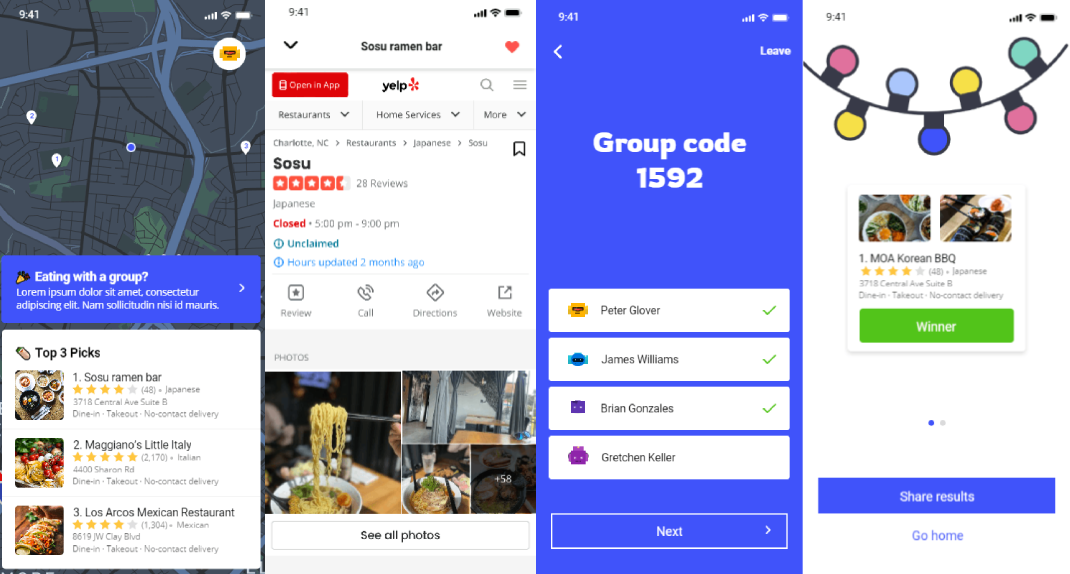 9:41
2
1
3
Eating with a group?
Lorem ipsum dolor sit amet, consectetur
adipiscing elit. Nam sollicitudin nisi id mauris.
Top 3 Picks
1. Sosu ramen bar
(48) • Japanese
3718 Central Ave Suite B
Dine-in · Takeout · No-contact delivery
2. Maggiano's Little Italy
(2,170) • Italian
4400 Sharon Rd
Dine-in · Takeout · No-contact delivery
3. Los Arcos Mexican Restaurant
(1,304) • Mexican
8619 JW Clay Blvd
Dine-in · Takeout · No-contact delivery
9:41
Sosu ramen bar
Open in App
yelp
Restaurants
Home Services
More
Charlotte, NC > Restaurants > Japanese > Sosu
Sosu
28 Reviews
Japanese
Closed • 5:00 pm - 9:00 pm
Unclaimed
Hours updated 2 months ago
Review
Call
Directions
Website
PHOTOS
+58
See all photos
9:41
Leave
Group code
1592
Peter Glover
James Williams
Brian Gonzales
Gretchen Keller
Next
9:41
1. MOA Korean BBQ
(48) • Japanese
3718 Central Ave Suite B
Dine-in · Takeout · No-contact delivery
Winner
Share results
Go home